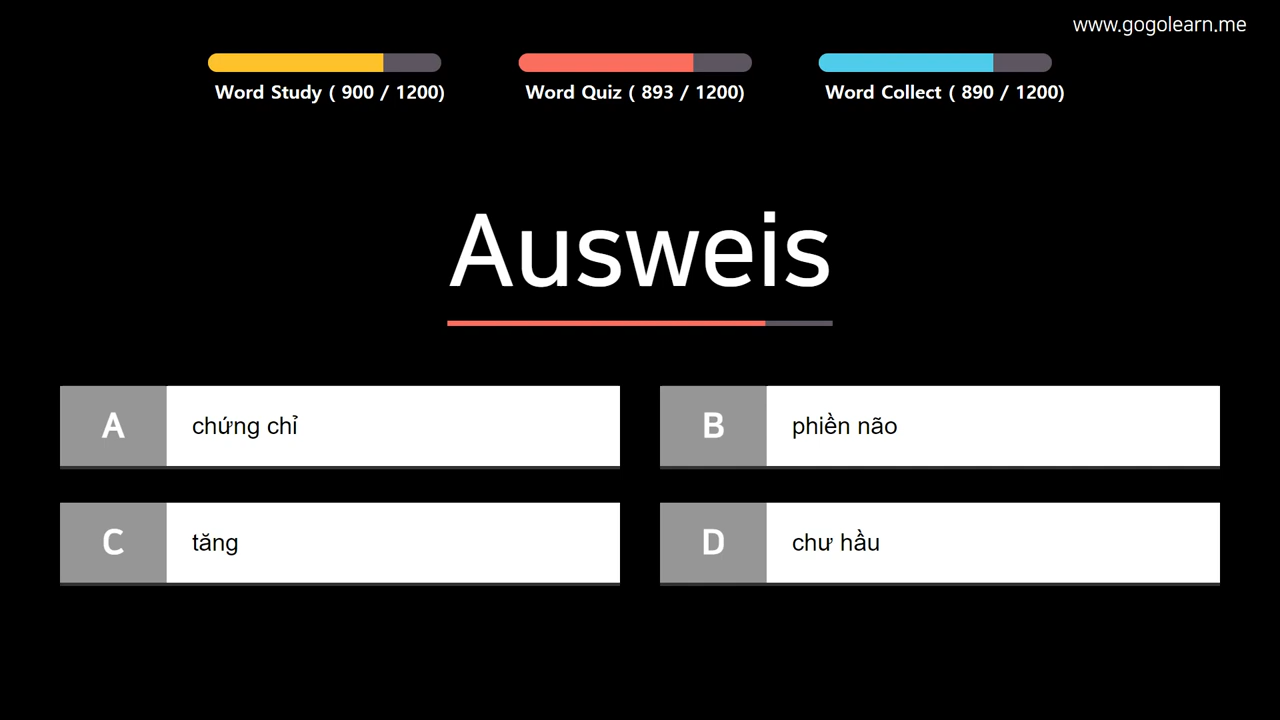 www.gogolearn.me
Word Study ( 900 / 1200)
Word Quiz ( 893 / 1200)
Word Collect ( 890 / 1200)
Ausweis
A
chứng chỉ
B
phiền não
C
tăng
D
chư hầu